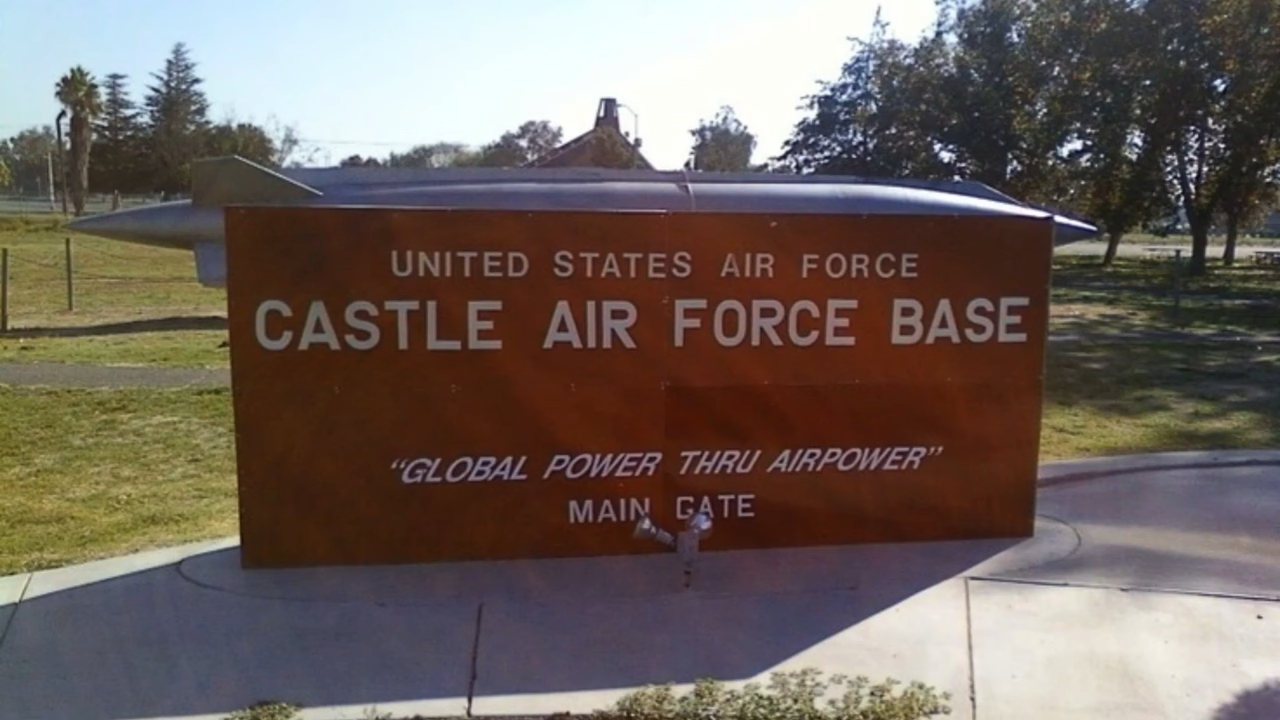 UNITED STATES AIR FORCE
CASTLE AIR FORCE BASE
“GLOBAL POWER THRU AIRPOWER”
MAIN GATE